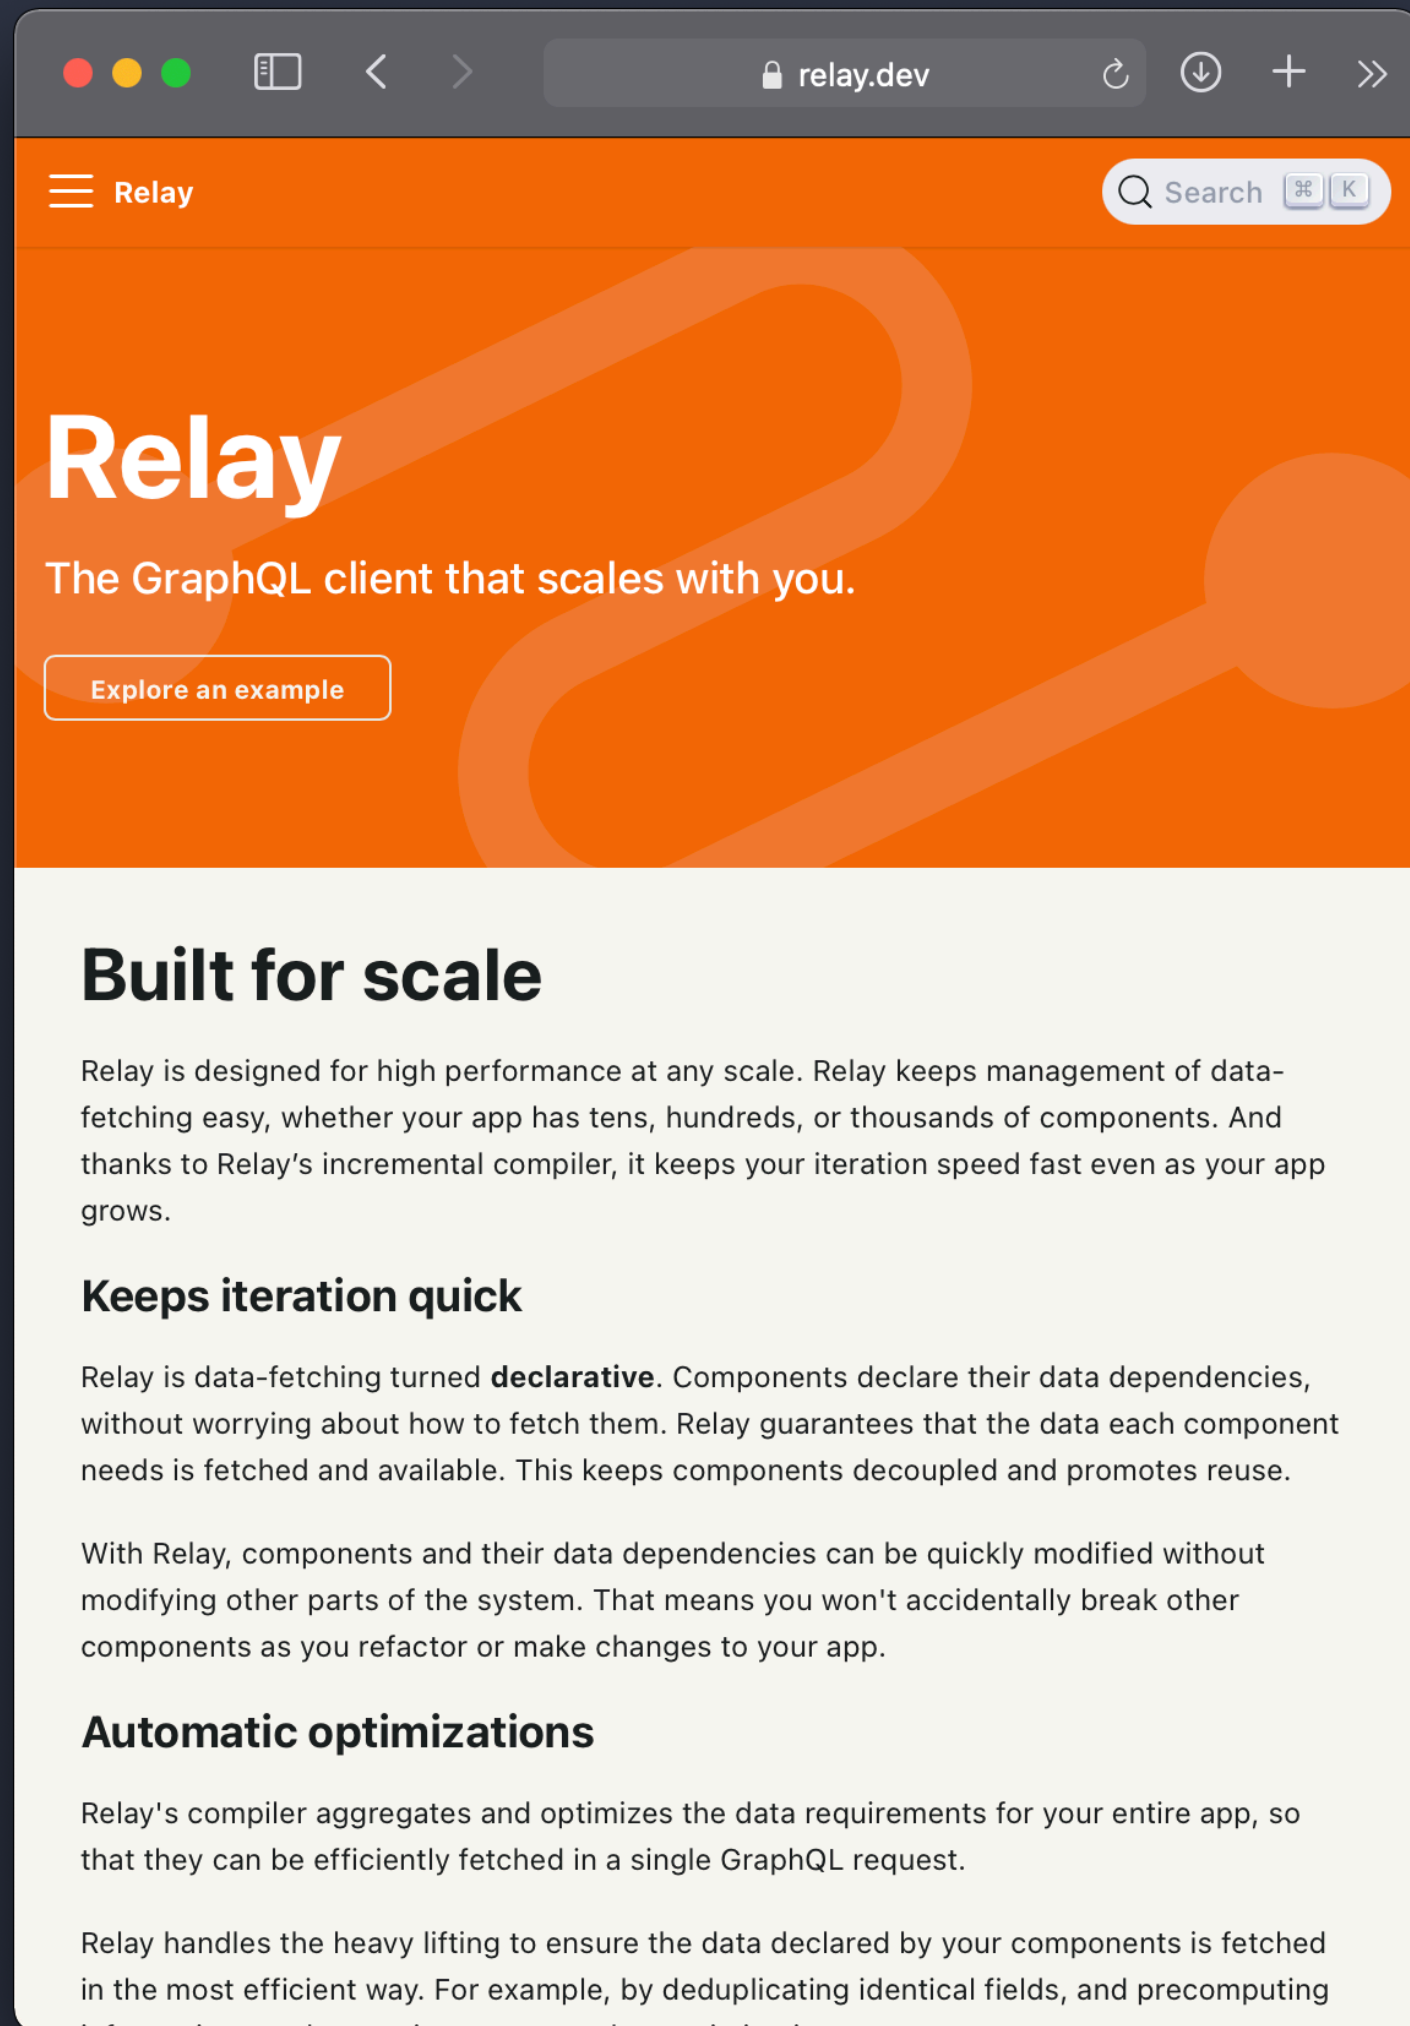 relay.dev
Relay
Search ⌘ K
Relay
The GraphQL client that scales with you.
Explore an example
Built for scale
Relay is designed for high performance at any scale. Relay keeps management of data-
fetching easy, whether your app has tens, hundreds, or thousands of components. And
thanks to Relay’s incremental compiler, it keeps your iteration speed fast even as your app
grows.
Keeps iteration quick
Relay is data-fetching turned declarative. Components declare their data dependencies,
without worrying about how to fetch them. Relay guarantees that the data each component
needs is fetched and available. This keeps components decoupled and promotes reuse.
With Relay, components and their data dependencies can be quickly modified without
modifying other parts of the system. That means you won't accidentally break other
components as you refactor or make changes to your app.
Automatic optimizations
Relay's compiler aggregates and optimizes the data requirements for your entire app, so
that they can be efficiently fetched in a single GraphQL request.
Relay handles the heavy lifting to ensure the data declared by your components is fetched
in the most efficient way. For example, by deduplicating identical fields, and precomputing